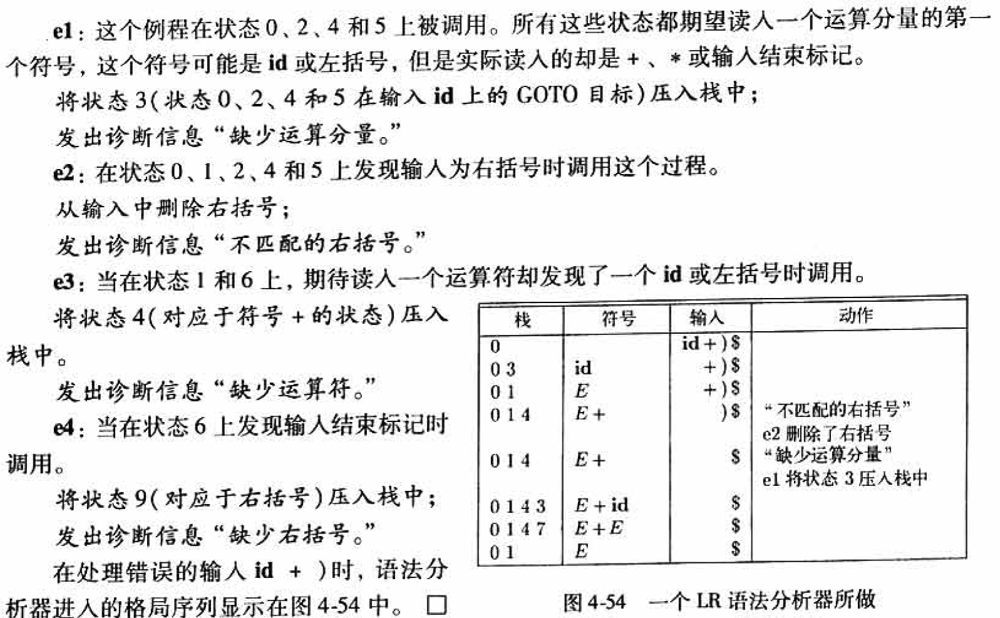 e1：这个例程在状态 0、2、4 和 5 上被调用。所有这些状态都期望读入一个运算分量的第一
个符号，这个符号可能是 id 或左括号，但是实际读入的却是 +、* 或输入结束标记。
将状态 3(状态 0、2、4 和 5 在输入 id 上的 GOTO 目标)压入栈中；
发出诊断信息“缺少运算分量。”
e2：在状态 0、1、2、4 和 5 上发现输入为右括号时调用这个过程。
从输入中删除右括号；
发出诊断信息“不匹配的右括号。”
e3：当在状态 1 和 6 上，期待读入一个运算符却发现了一个 id 或左括号时调用。
将状态 4(对应于符号 + 的状态)压入
栈中。
发出诊断信息“缺少运算符。”
e4：当在状态 6 上发现输入结束标记时
调用。
将状态 9(对应于右括号)压入栈中；
发出诊断信息“缺少右括号。”
在处理错误的输入 id + )时，语法分
析器进入的格局序列显示在图 4-54 中。 □
栈 符号 输入 动作
0 id + ) $
0 3 id + ) $
0 1 E + ) $
0 1 4 E + ) $ “不匹配的右括号”
e2 删除了右括号
0 1 4 E + $ “缺少运算分量”
e1 将状态 3 压入栈中
0 1 4 3 E + id $
0 1 4 7 E + E $
0 1 E $
图 4-54 一个 LR 语法分析器所做